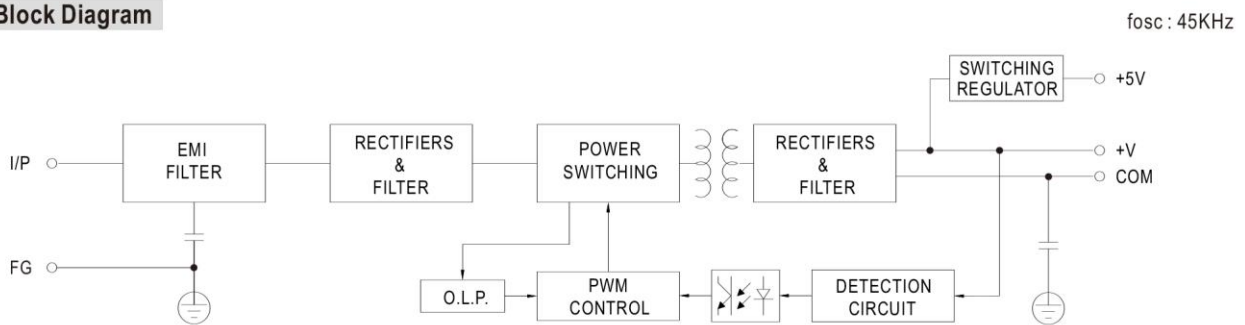 Block Diagram
fosc : 45KHz
SWITCHING
REGULATOR
+5V
I/P
EMI
FILTER
RECTIFIERS
&
FILTER
POWER
SWITCHING
RECTIFIERS
&
FILTER
+V
COM
FG
O.L.P.
PWM
CONTROL
DETECTION
CIRCUIT